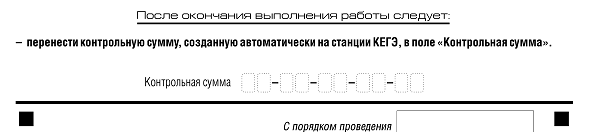 После окончания выполнения работы следует:
– перенести контрольную сумму, созданную автоматически на станции КЕГЭ, в поле «Контрольная сумма».
Контрольная сумма - - - -
С порядком проведения